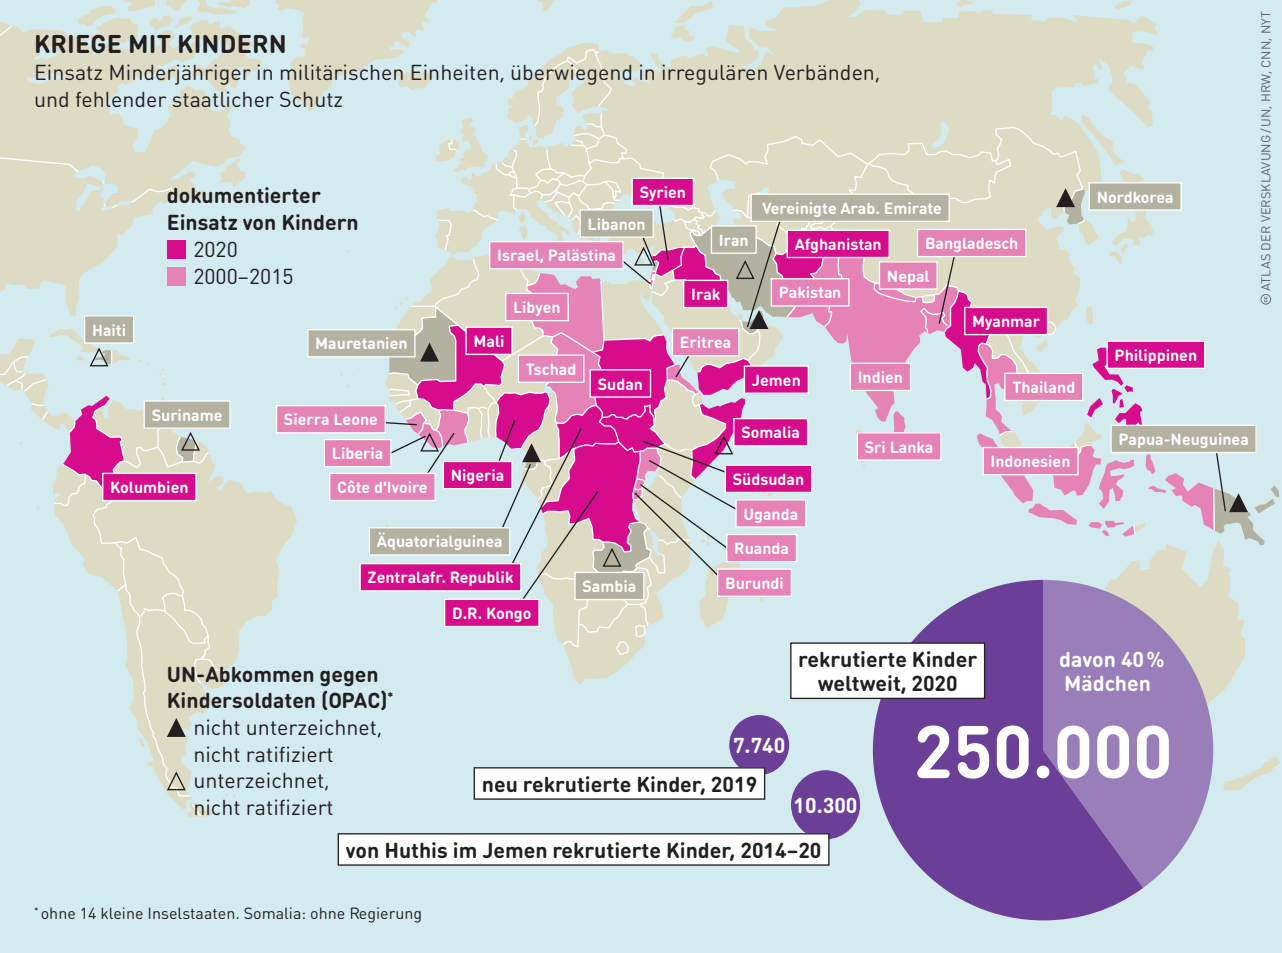 KRIEGE MIT KINDERN
Einsatz Minderjähriger in militärischen Einheiten, überwiegend in irregulären Verbänden,
und fehlender staatlicher Schutz
© ATLAS DER VERSKLAVUNG / UN, HRW, CNN, NYT
dokumentierter
Einsatz von Kindern
2020
2000–2015
Syrien
Nordkorea
Vereinigte Arab. Emirate
Libanon
Iran
Afghanistan
Bangladesch
Israel, Palästina
Nepal
Irak
Pakistan
Libyen
Myanmar
Haiti
Mauretanien
Mali
Eritrea
Philippinen
Tschad
Sudan
Jemen
Indien
Thailand
Suriname
Sierra Leone
Somalia
Papua-Neuguinea
Liberia
Sri Lanka
Indonesien
Kolumbien
Côte d'Ivoire
Nigeria
Südsudan
Uganda
Äquatorialguinea
Ruanda
Zentralafr. Republik
Sambia
Burundi
D.R. Kongo
UN-Abkommen gegen
Kindersoldaten (OPAC)*
nicht unterzeichnet,
nicht ratifiziert
unterzeichnet,
nicht ratifiziert
rekrutierte Kinder
weltweit, 2020
davon 40 %
Mädchen
250.000
7.740
neu rekrutierte Kinder, 2019
10.300
von Huthis im Jemen rekrutierte Kinder, 2014–20
* ohne 14 kleine Inselstaaten. Somalia: ohne Regierung